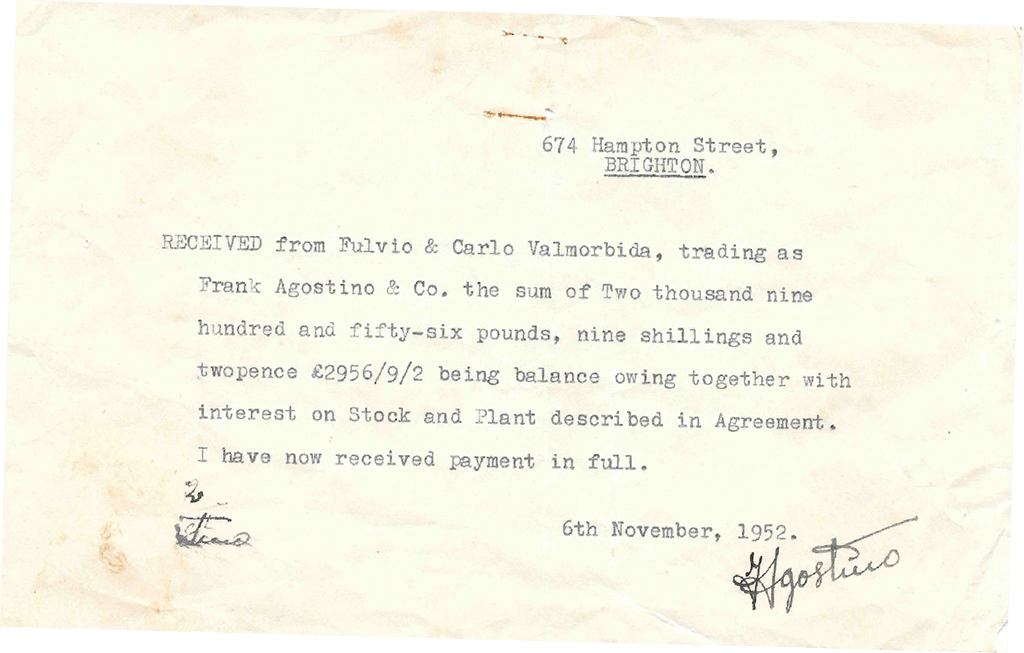 674 Hampton Street,
BRIGHTON.
RECEIVED from Fulvio & Carlo Valmorbida, trading as
Frank Agostino & Co. the sum of Two thousand nine
hundred and fifty-six pounds, nine shillings and
twopence £2956/9/2 being balance owing together with
interest on Stock and Plant described in Agreement.
I have now received payment in full.
2
6th November, 1952.
F Agostino